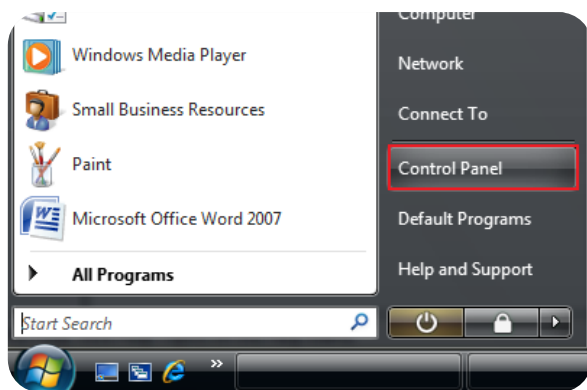 Windows Media Player
Small Business Resources
Paint
Microsoft Office Word 2007
All Programs
Start Search
Computer
Network
Connect To
Control Panel
Default Programs
Help and Support